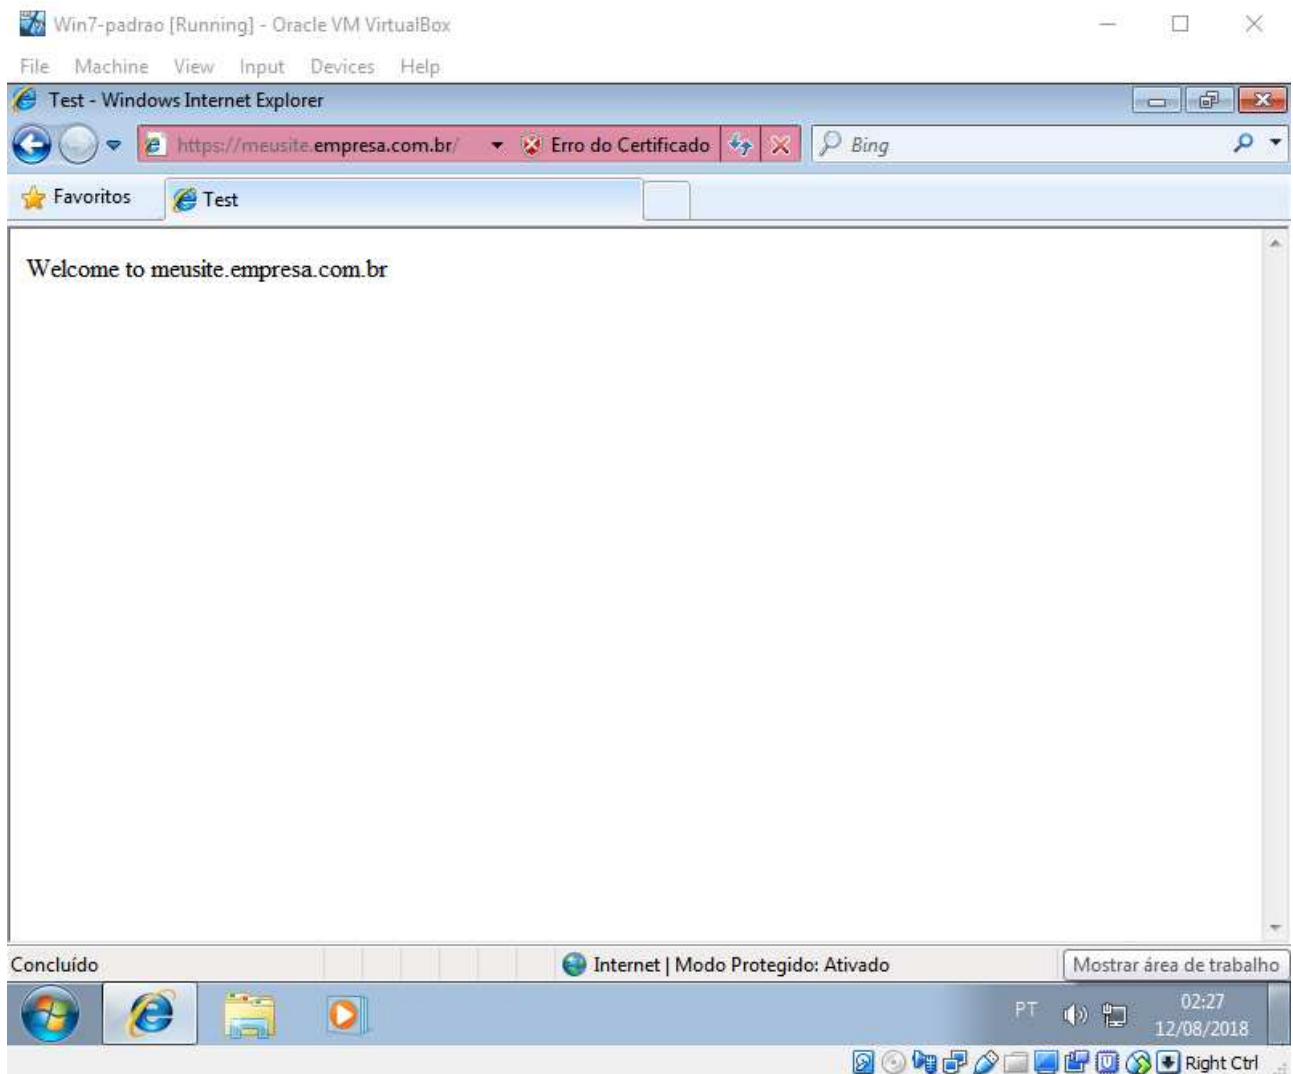 Win7-padrao [Running] - Oracle VM VirtualBox
File Machine View Input Devices Help
Test - Windows Internet Explorer
https://meusite.empresa.com.br/ Erro do Certificado Bing
Favoritos Test
Welcome to meusite.empresa.com.br
Concluído Internet | Modo Protegido: Ativado Mostrar área de trabalho
PT 02:27
12/08/2018
Right Ctrl